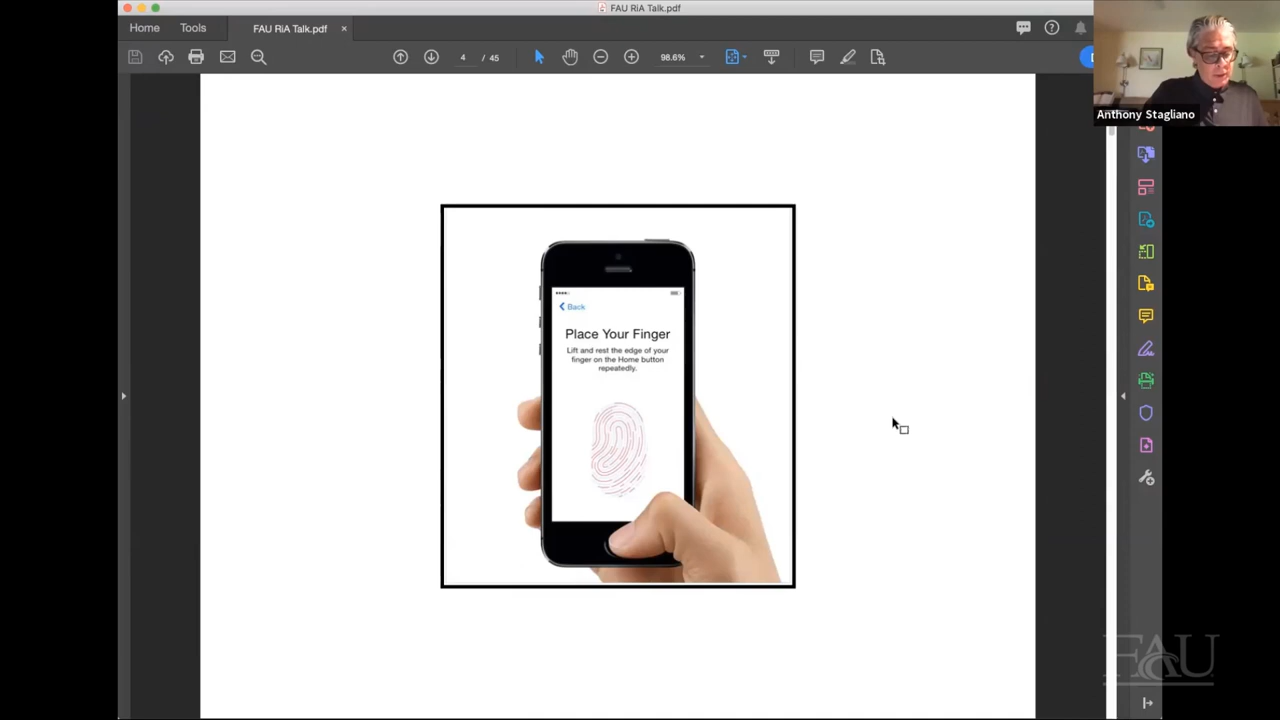 FAU RiA Talk.pdf
Home
Tools
FAU RiA Talk.pdf
4 / 45
98.6%
Anthony Stagliano
Back
Place Your Finger
Lift and rest the edge of your
finger on the Home button
repeatedly.
FAU